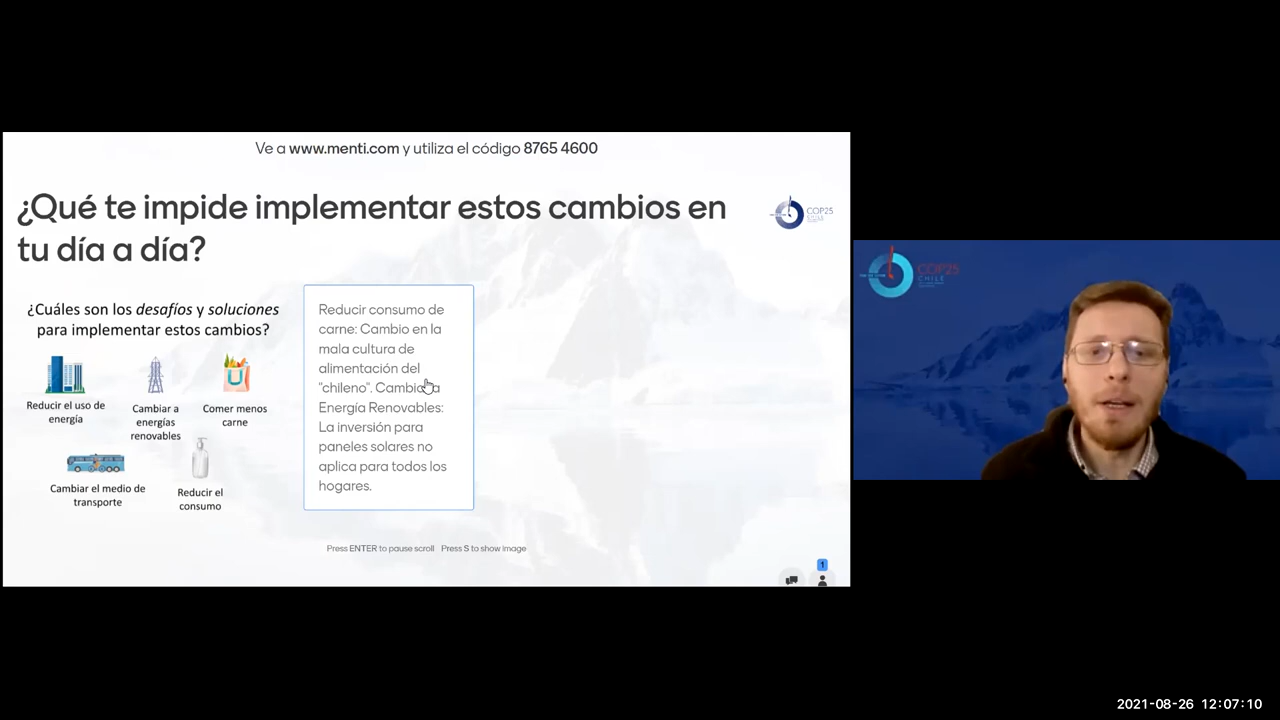 Ve a www.menti.com y utiliza el código 8765 4600
¿Qué te impide implementar estos cambios en
tu día a día?
COP25
CHILE
¿Cuáles son los desafíos y soluciones
para implementar estos cambios?
Reducir el uso de
energía
Cambiar a
energías
renovables
Comer menos
carne
Cambiar el medio de
transporte
Reducir el
consumo
Reducir consumo de
carne: Cambio en la
mala cultura de
alimentación del
"chileno". Cambio a
Energía Renovables:
La inversión para
paneles solares no
aplica para todos los
hogares.
Press ENTER to pause scroll Press S to show image
1
COP25
CHILE
2021-08-26 12:07:10